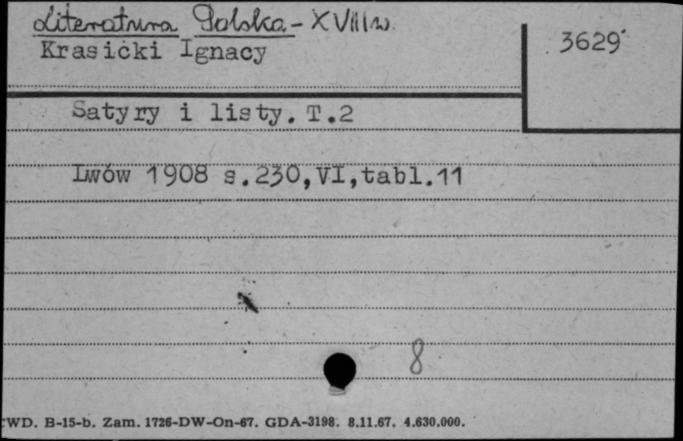 Literatura Polska - XVIII w.
Krasicki Ignacy
3629
Satyry i listy. T.2
Lwów 1908 s.230,VI,tabl.11
8
WD. B-15-b. Zam. 1726-DW-On-67. GDA-3198. 8.11.67. 4.630.000.